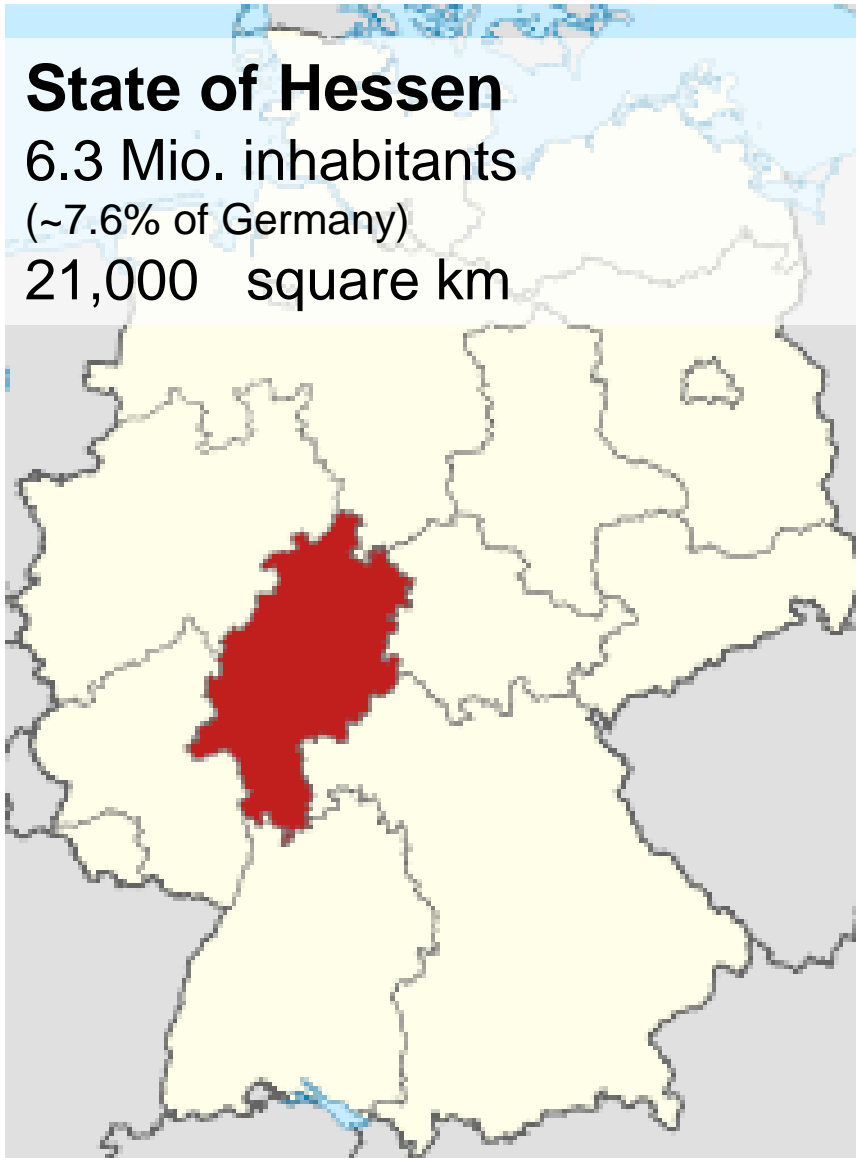 State of Hessen
6.3 Mio. inhabitants
(~7.6% of Germany)
21,000 square km